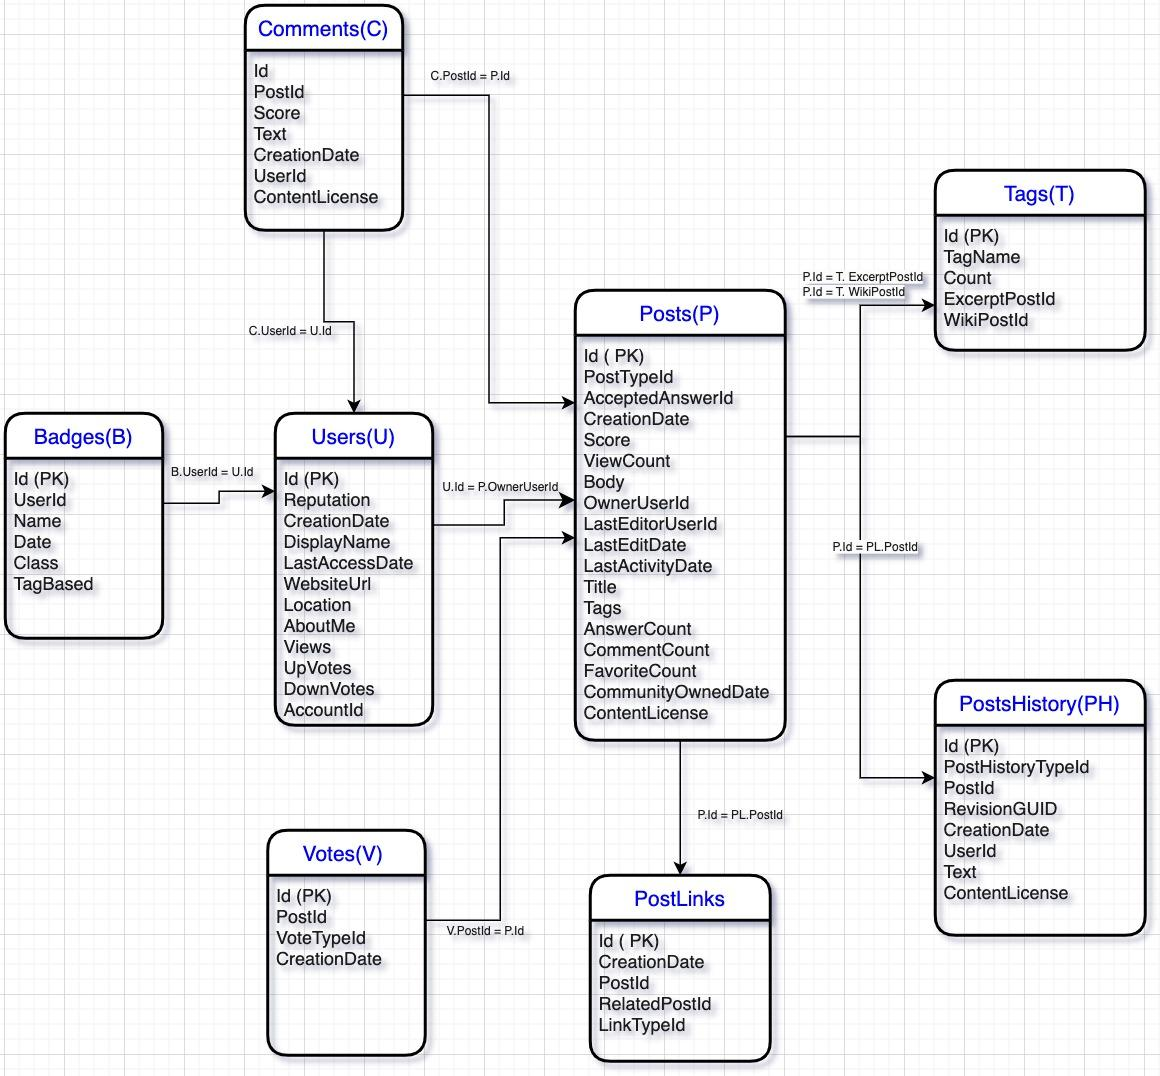 Comments(C)
Id
PostId
Score
Text
CreationDate
UserId
ContentLicense
C.PostId = P.Id
C.UserId = U.Id
Tags(T)
Id (PK)
TagName
Count
ExcerptPostId
WikiPostId
P.Id = T. ExcerptPostId
P.Id = T. WikiPostId
Posts(P)
Id ( PK)
PostTypeId
AcceptedAnswerId
CreationDate
Score
ViewCount
Body
OwnerUserId
LastEditorUserId
LastEditDate
LastActivityDate
Title
Tags
AnswerCount
CommentCount
FavoriteCount
CommunityOwnedDate
ContentLicense
Badges(B)
Id (PK)
UserId
Name
Date
Class
TagBased
B.UserId = U.Id
Users(U)
Id (PK)
Reputation
CreationDate
DisplayName
LastAccessDate
WebsiteUrl
Location
AboutMe
Views
UpVotes
DownVotes
AccountId
U.Id = P.OwnerUserId
P.Id = PL.PostId
PostsHistory(PH)
Id (PK)
PostHistoryTypeId
PostId
RevisionGUID
CreationDate
UserId
Text
ContentLicense
Votes(V)
Id (PK)
PostId
VoteTypeId
CreationDate
V.PostId = P.Id
P.Id = PL.PostId
PostLinks
Id ( PK)
CreationDate
PostId
RelatedPostId
LinkTypeId